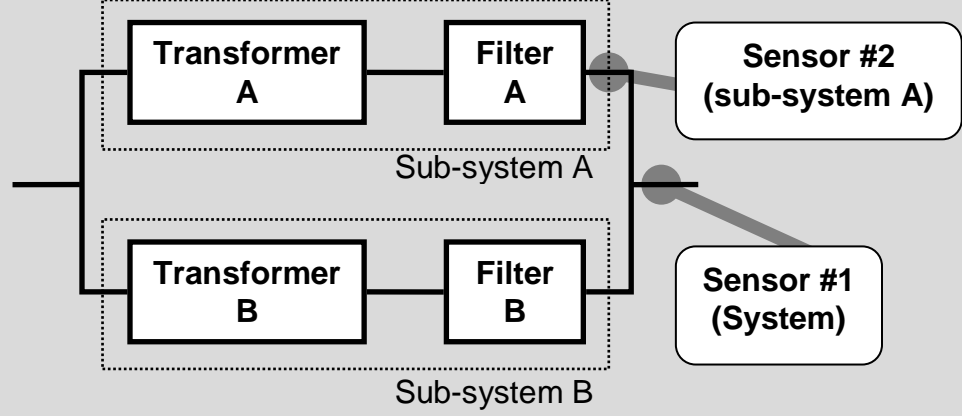 Transformer
A
Filter
A
Sensor #2
(sub-system A)
Sub-system A
Transformer
B
Filter
B
Sensor #1
(System)
Sub-system B